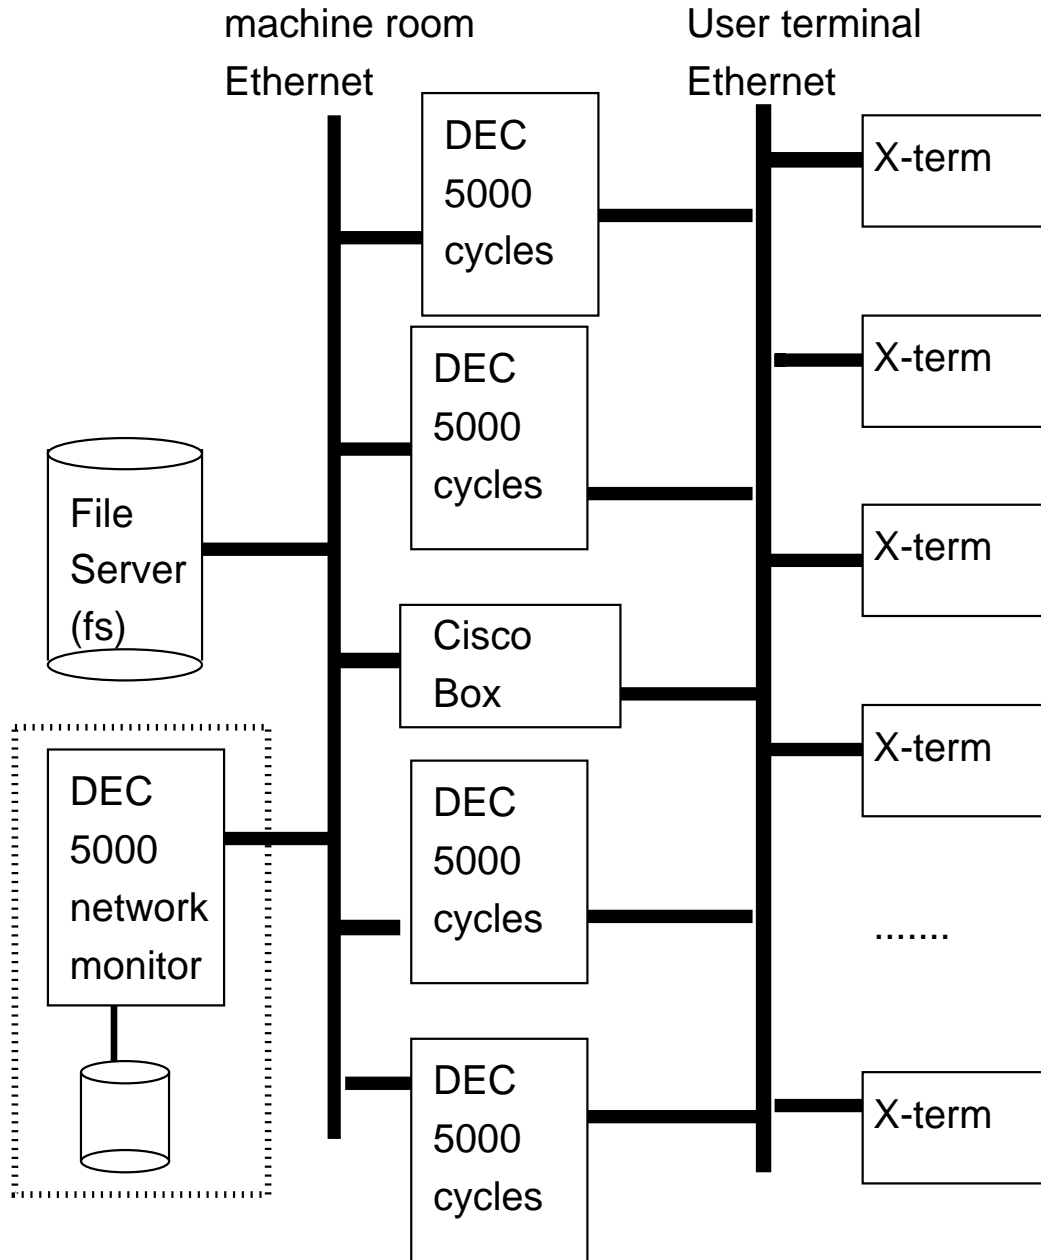 machine room
Ethernet
User terminal
Ethernet
DEC
5000
cycles
X-term
DEC
5000
cycles
X-term
File
Server
(fs)
X-term
Cisco
Box
X-term
DEC
5000
network
monitor
DEC
5000
cycles
.......
DEC
5000
cycles
X-term